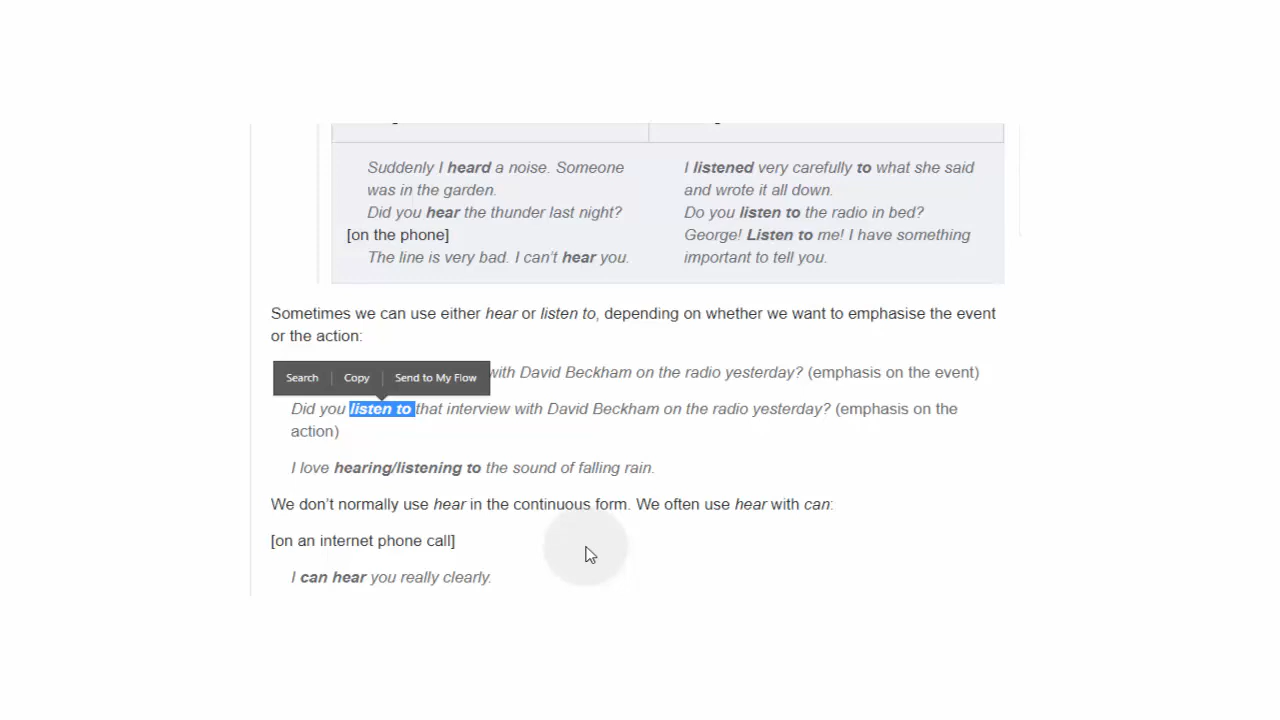 Suddenly I heard a noise. Someone
was in the garden.
Did you hear the thunder last night?
[on the phone]
The line is very bad. I can't hear you.
I listened very carefully to what she said
and wrote it all down.
Do you listen to the radio in bed?
George! Listen to me! I have something
important to tell you.
Sometimes we can use either hear or listen to, depending on whether we want to emphasise the event
or the action:
Search Copy Send to My Flow
with David Beckham on the radio yesterday? (emphasis on the event)
Did you listen to that interview with David Beckham on the radio yesterday? (emphasis on the
action)
I love hearing/listening to the sound of falling rain.
We don't normally use hear in the continuous form. We often use hear with can:
[on an internet phone call]
I can hear you really clearly.